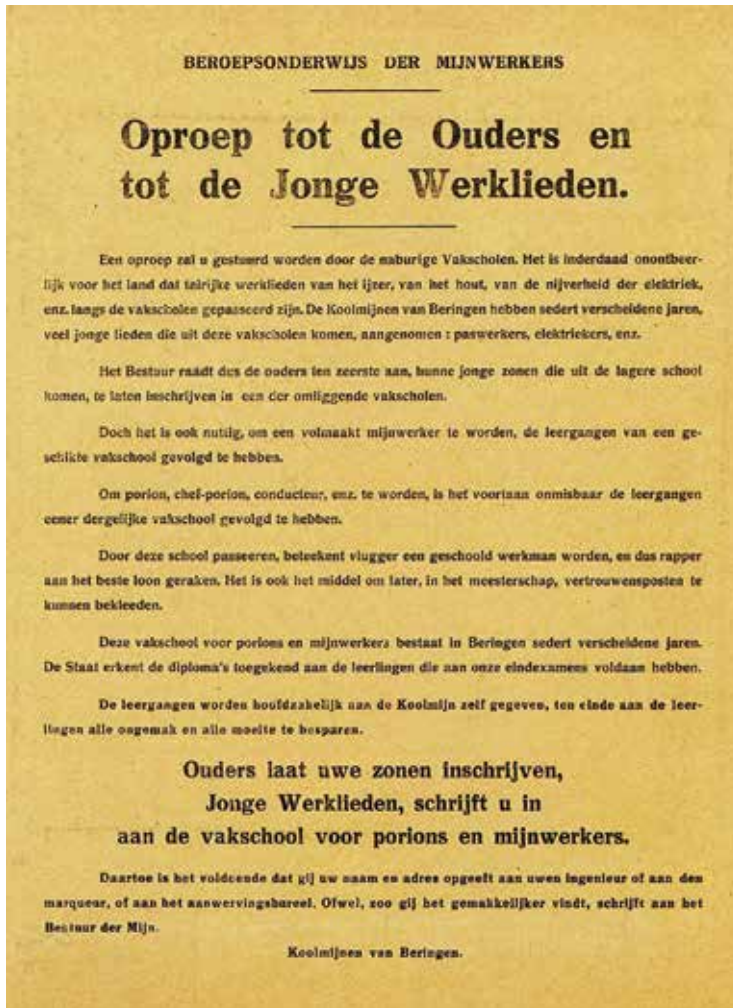 BEROEPSONDERWIJS DER MIJNWERKERS
Oproep tot de Ouders en
tot de Jonge Werklieden.
Een oproep zal u gestuurd worden door de naburige Vakscholen. Het is inderdaad onontbeer-
lijk voor het land dat talrijke werklieden van het ijzer, van het hout, van de nijverheid der elektriek,
enz. langs de vakscholen gepasseerd zijn. De Koolmijnen van Beringen hebben sedert verscheidene jaren,
veel jonge lieden die uit deze vakscholen komen, aangenomen : paswerkers, elektriekers, enz.
Het Bestuur raadt dus de ouders ten zeerste aan, hunne jonge zonen die uit de lagere school
komen, te laten inschrijven in een der omliggende vakscholen.
Doch het is ook nuttig, om een volmaakt mijnwerker te worden, de leergangen van een ge-
schikte vakschool gevolgd te hebben.
Om porion, chef-porion, conducteur, enz. te worden, is het voortaan onmisbaar de leergangen
eener dergelijke vakschool gevolgd te hebben.
Door deze school passeeren, beteekent vlugger een geschoold werkman worden, en dus rapper
aan het beste loon geraken. Het is ook het middel om later, in het meesterschap, vertrouwensposten te
kunnen bekleeden.
Deze vakschool voor porions en mijnwerkers bestaat in Beringen sedert verscheidene jaren.
De Staat erkent de diploma's toegekend aan de leerlingen die aan onze eindexamens voldaan hebben.
De leergangen worden hoofdzakelijk aan de Koolmijn zelf gegeven, ten einde aan de leer-
lingen alle ongemak en alle moeite te besparen.
Ouders laat uwe zonen inschrijven,
Jonge Werklieden, schrijft u in
aan de vakschool voor porions en mijnwerkers.
Daartoe is het voldoende dat gij uw naam en adres opgeeft aan uwen ingenieur of aan den
marqueur, of aan het aanwervingsbureel. Ofwel, zoo gij het gemakkelijker vindt, schrijft aan het
Bestuur der Mijn.
Koolmijnen van Beringen.